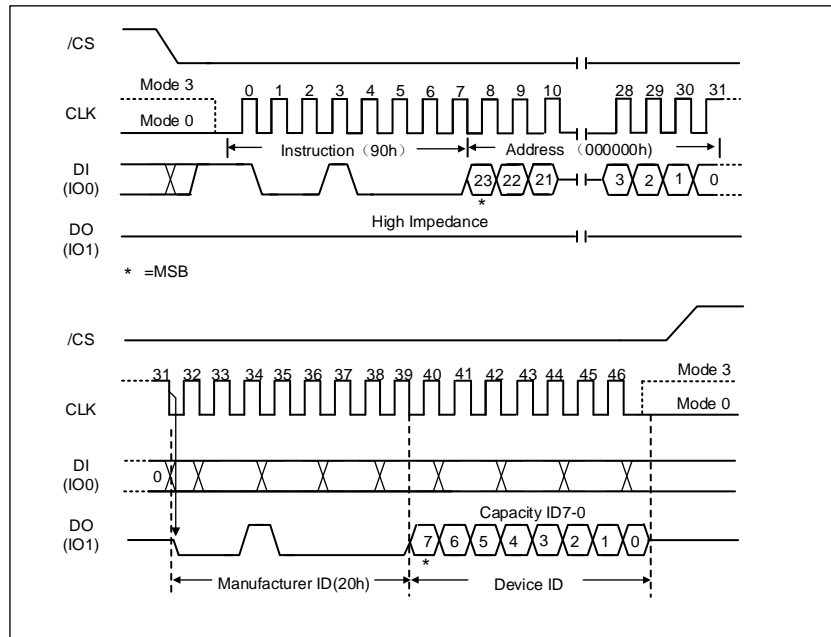 /CS
Mode 3
0 1 2 3 4 5 6 7 8 9 10 28 29 30 31
CLK
Mode 0
Instruction（90h） Address （000000h)
DI
(IO0)
23 22 21 3 2 1 0
*
High Impedance
DO
(IO1)
* =MSB
/CS
31 32 33 34 35 36 37 38 39 40 41 42 43 44 45 46
Mode 3
CLK
Mode 0
DI
(IO0)
0
Capacity ID7-0
DO
(IO1)
7 6 5 4 3 2 1 0
*
Manufacturer ID(20h) Device ID